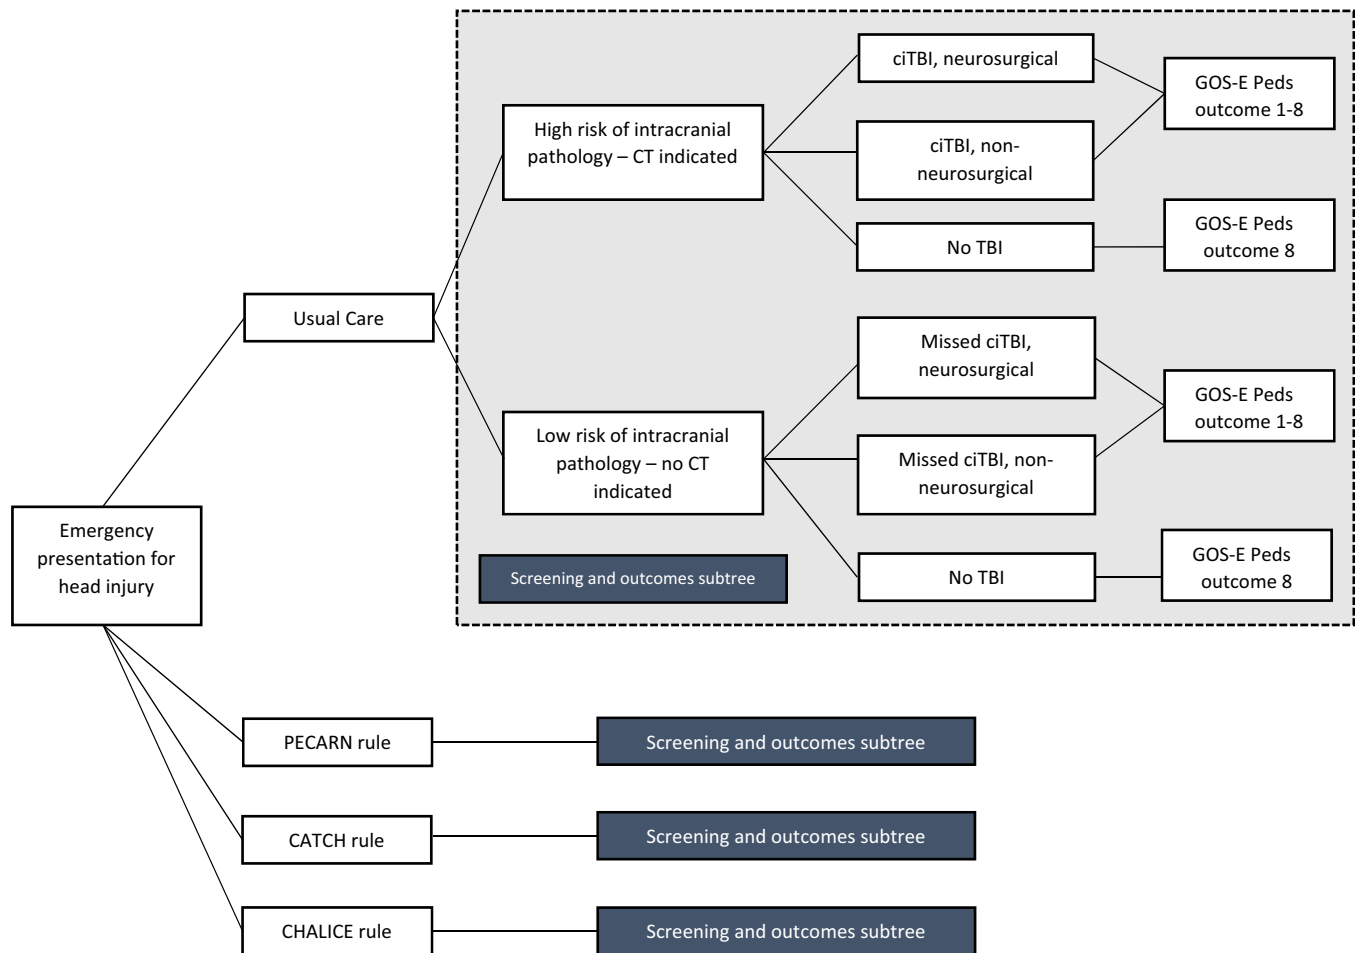 ciTBI, neurosurgical
GOS-E Peds
outcome 1-8
High risk of intracranial
pathology – CT indicated
ciTBI, non-
neurosurgical
GOS-E Peds
outcome 8
No TBI
Usual Care
Missed ciTBI,
neurosurgical
GOS-E Peds
outcome 1-8
Low risk of intracranial
pathology – no CT
indicated
Missed ciTBI, non-
neurosurgical
Emergency
presentation for
head injury
Screening and outcomes subtree
No TBI
GOS-E Peds
outcome 8
PECARN rule
Screening and outcomes subtree
CATCH rule
Screening and outcomes subtree
CHALICE rule
Screening and outcomes subtree